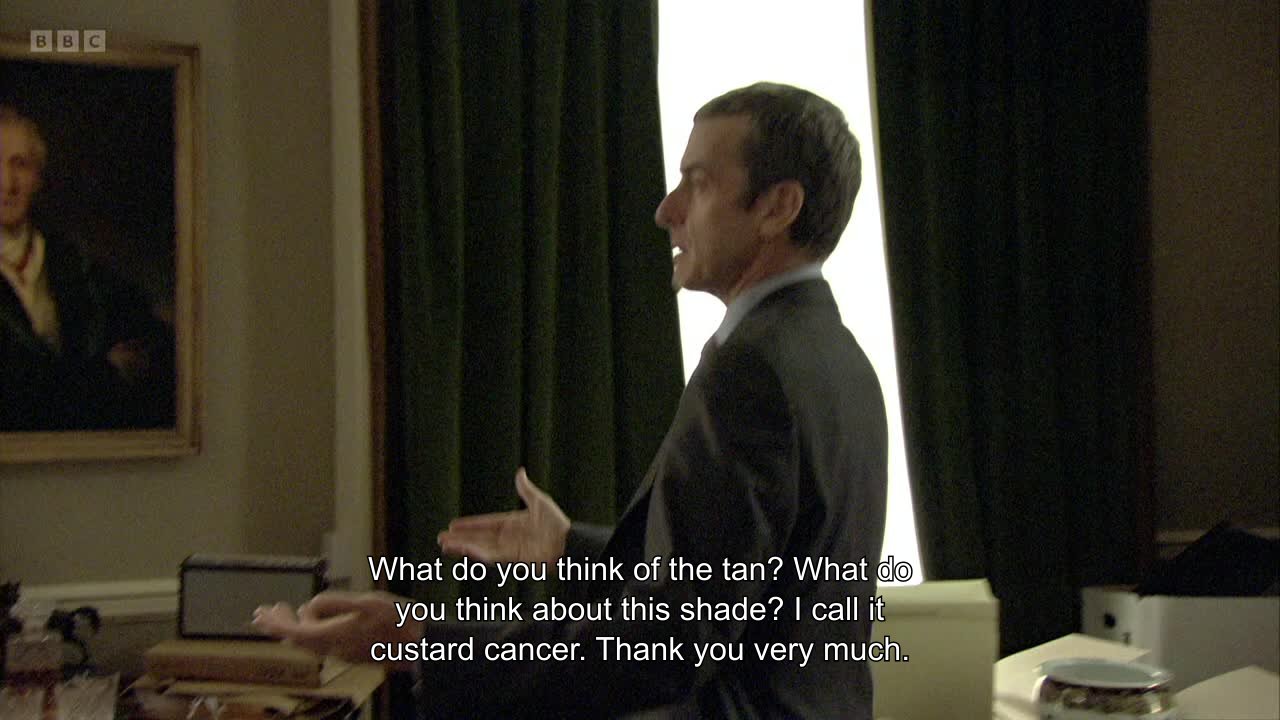 BBC
What do you think of the tan? What do
you think about this shade? I call it
custard cancer. Thank you very much.